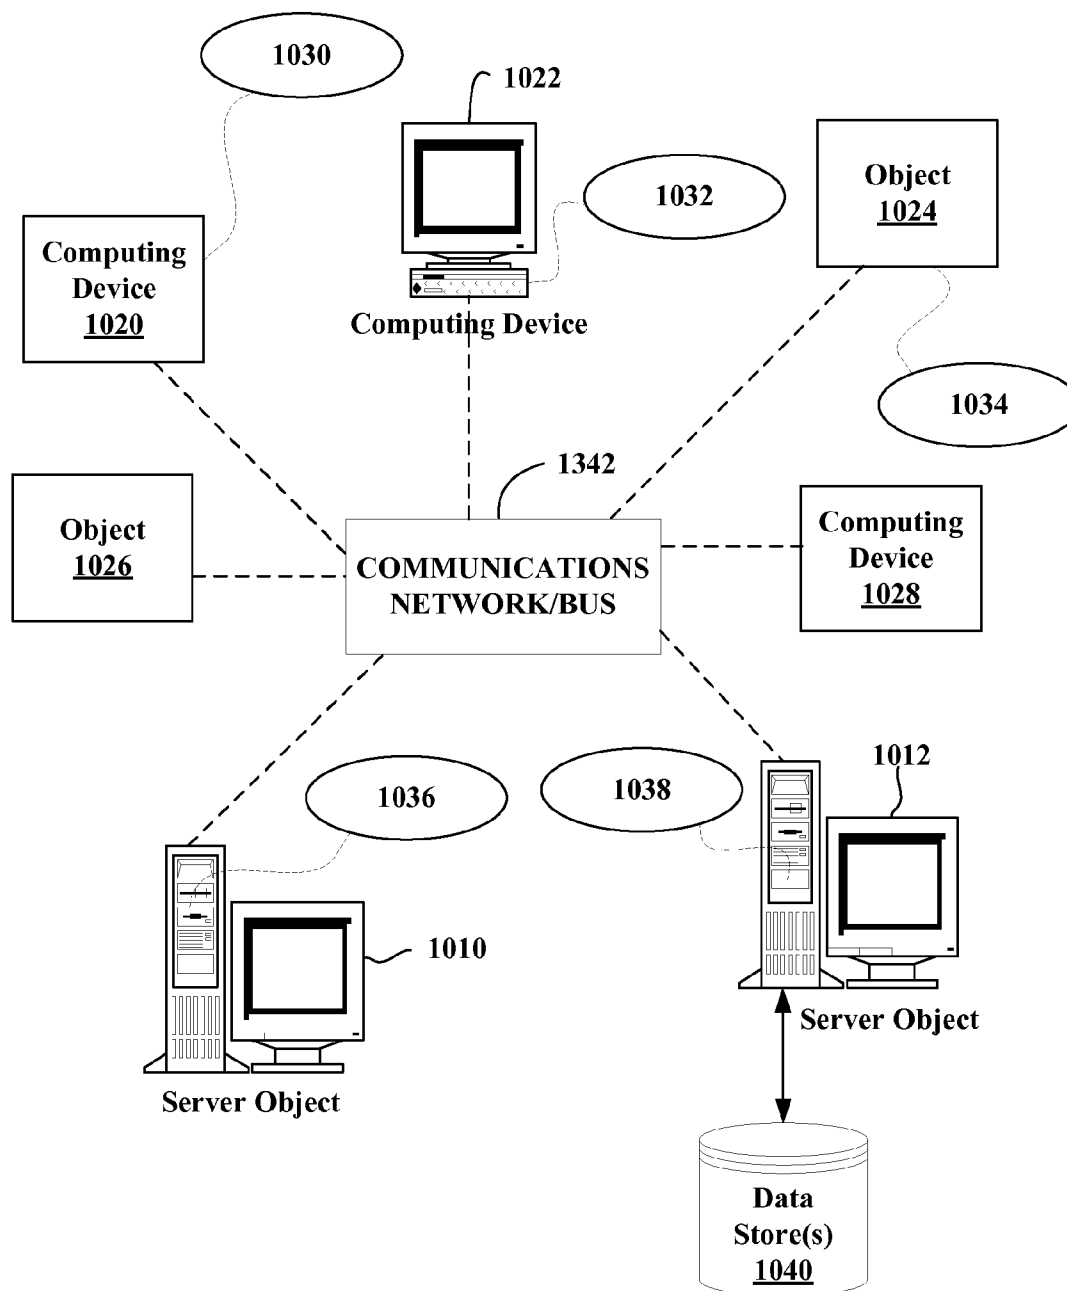 1030
1022
1032
Object
1024
Computing
Device
1020
Computing Device
1034
1342
Object
1026
COMMUNICATIONS
NETWORK/BUS
Computing
Device
1028
1036
1038
1012
1010
Server Object
Server Object
Data
Store(s)
1040